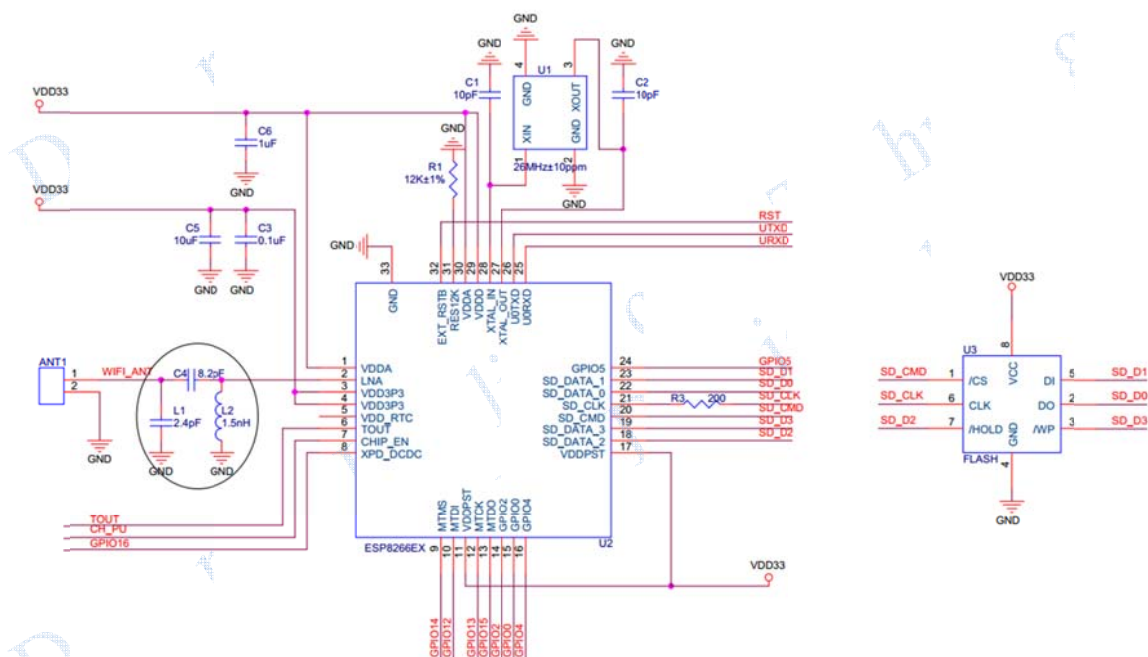 GND
GND
GND
4
U1
3
C1
10pF
C2
10pF
GND
XOUT
XIN
GND
1
2
26MHz±10ppm
GND
VDD33
C6
1uF
GND
GND
R1
12K±1%
VDD33
C5
10uF
C3
0.1uF
GND
GND
GND
RST
UTXD
URXD
33
32
31
30
29
28
27
26
25
GND
EXT_RSTB
RES12K
VDDA
VDDD
XTAL_IN
XTAL_OUT
U0TXD
U0RXD
ANT1
1
2
WIFI_ANT
C4
8.2pF
L1
2.4pF
L2
1.5nH
GND
GND
GND
1
VDDA
2
LNA
3
VDD3P3
4
VDD3P3
5
VDD_RTC
6
TOUT
7
CHIP_EN
8
XPD_DCDC
GPIO5
24
GPIO5
SD_DATA_1
23
SD_D1
SD_DATA_0
22
SD_D0
SD_CLK
21
R3
200
SD_CLK
SD_CMD
20
SD_CMD
SD_DATA_3
19
SD_D3
SD_DATA_2
18
SD_D2
VDDPST
17
TOUT
CH_PU
GPIO16
MTMS
MTDI
VDDPST
MTCK
MTDO
GPIO2
GPIO0
GPIO4
9
10
11
12
13
14
15
16
ESP8266EX
U2
VDD33
GPIO14
GPIO12
GPIO13
GPIO15
GPIO2
GPIO0
GPIO4
VDD33
U3
8
VCC
SD_CMD
1
/CS
DI
5
SD_D1
SD_CLK
6
CLK
DO
2
SD_D0
SD_D2
7
/HOLD
GND
/WP
3
SD_D3
FLASH
4
GND